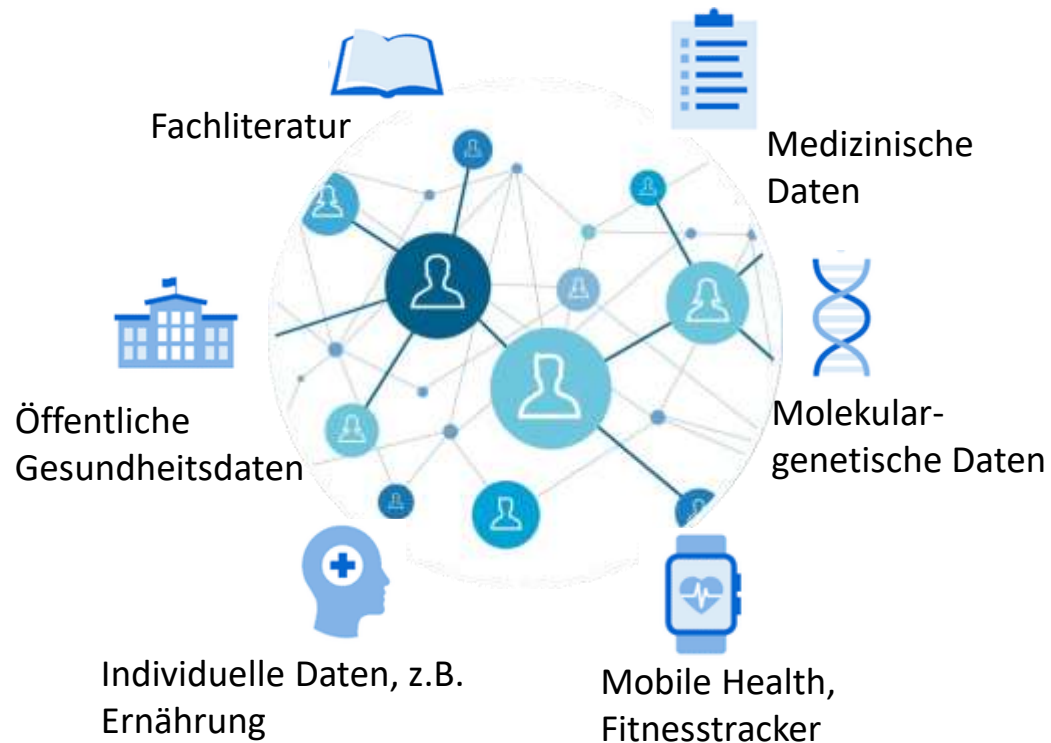 Fachliteratur
Medizinische
Daten
Öffentliche
Gesundheitsdaten
Molekular-
genetische Daten
Individuelle Daten, z.B.
Ernährung
Mobile Health,
Fitnesstracker